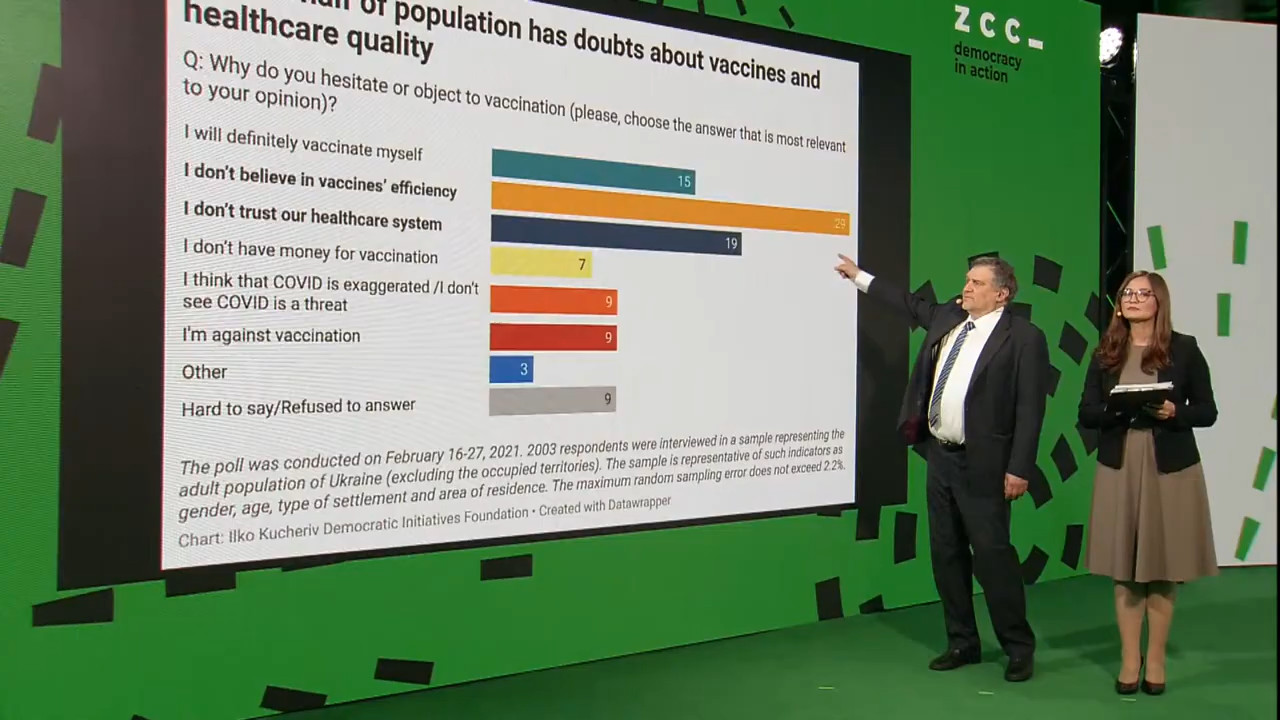 of population has doubts about vaccines and
healthcare quality
Q: Why do you hesitate or object to vaccination (please, choose the answer that is most relevant
to your opinion)?
I will definitely vaccinate myself
15
I don't believe in vaccines' efficiency
29
I don't trust our healthcare system
19
I don't have money for vaccination
7
I think that COVID is exaggerated /I don't
see COVID is a threat
9
I'm against vaccination
9
Other
3
Hard to say/Refused to answer
9
The poll was conducted on February 16-27, 2021. 2003 respondents were interviewed in a sample representing the
adult population of Ukraine (excluding the occupied territories). The sample is representative of such indicators as
gender, age, type of settlement and area of residence. The maximum random sampling error does not exceed 2.2%.
Chart: Ilko Kucheriv Democratic Initiatives Foundation • Created with Datawrapper
ZCC_
democracy
in action